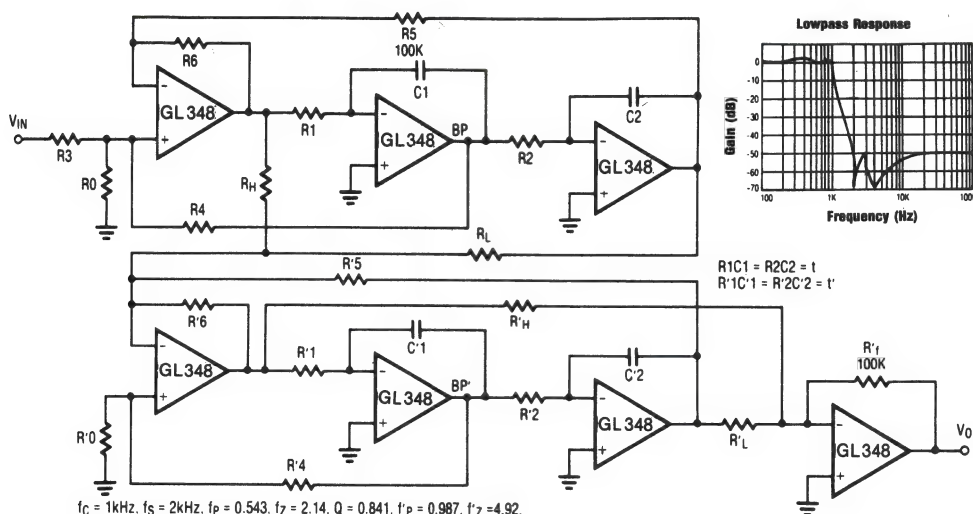 R5
100K
R6
C1
C2
−
GL348
+
R1
−
GL348
+
BP
R2
−
GL348
+
VIN
R3
R0
RH
R4
RL
Lowpass Response
Gain (dB)
0
-10
-20
-30
-40
-50
-60
-70
100
1K
10K
100K
Frequency (Hz)
R1C1 = R2C2 = t
R'1C'1 = R'2C'2 = t'
R'5
R'6
R'H
C'1
C'2
R'f
100K
−
GL348
+
R'1
−
GL348
+
BP'
R'2
−
GL348
+
R'L
−
GL348
+
VO
R'0
R'4
fC = 1kHz, fS = 2kHz, fP = 0.543, fZ = 2.14, Q = 0.841, f'P = 0.987, f'Z = 4.92,